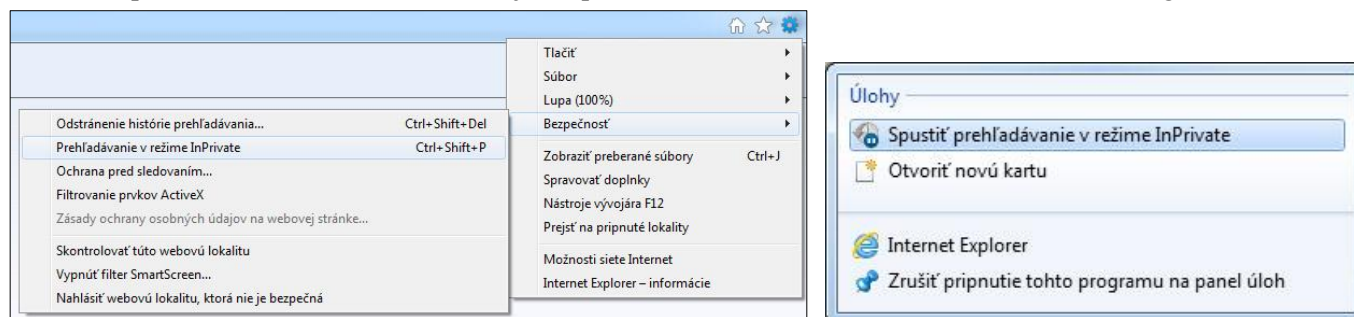 Tlačiť
Súbor
Lupa (100%)
Bezpečnosť
Zobraziť preberané súbory Ctrl+J
Spravovať doplnky
Nástroje vývojára F12
Prejsť na pripnuté lokality
Možnosti siete Internet
Internet Explorer – informácie
Odstránenie histórie prehľadávania... Ctrl+Shift+Del
Prehľadávanie v režime InPrivate Ctrl+Shift+P
Ochrana pred sledovaním...
Filtrovanie prvkov ActiveX
Zásady ochrany osobných údajov na webovej stránke...
Skontrolovať túto webovú lokalitu
Vypnúť filter SmartScreen...
Nahlásiť webovú lokalitu, ktorá nie je bezpečná
Úlohy
Spustiť prehľadávanie v režime InPrivate
Otvoriť novú kartu
Internet Explorer
Zrušiť pripnutie tohto programu na panel úloh